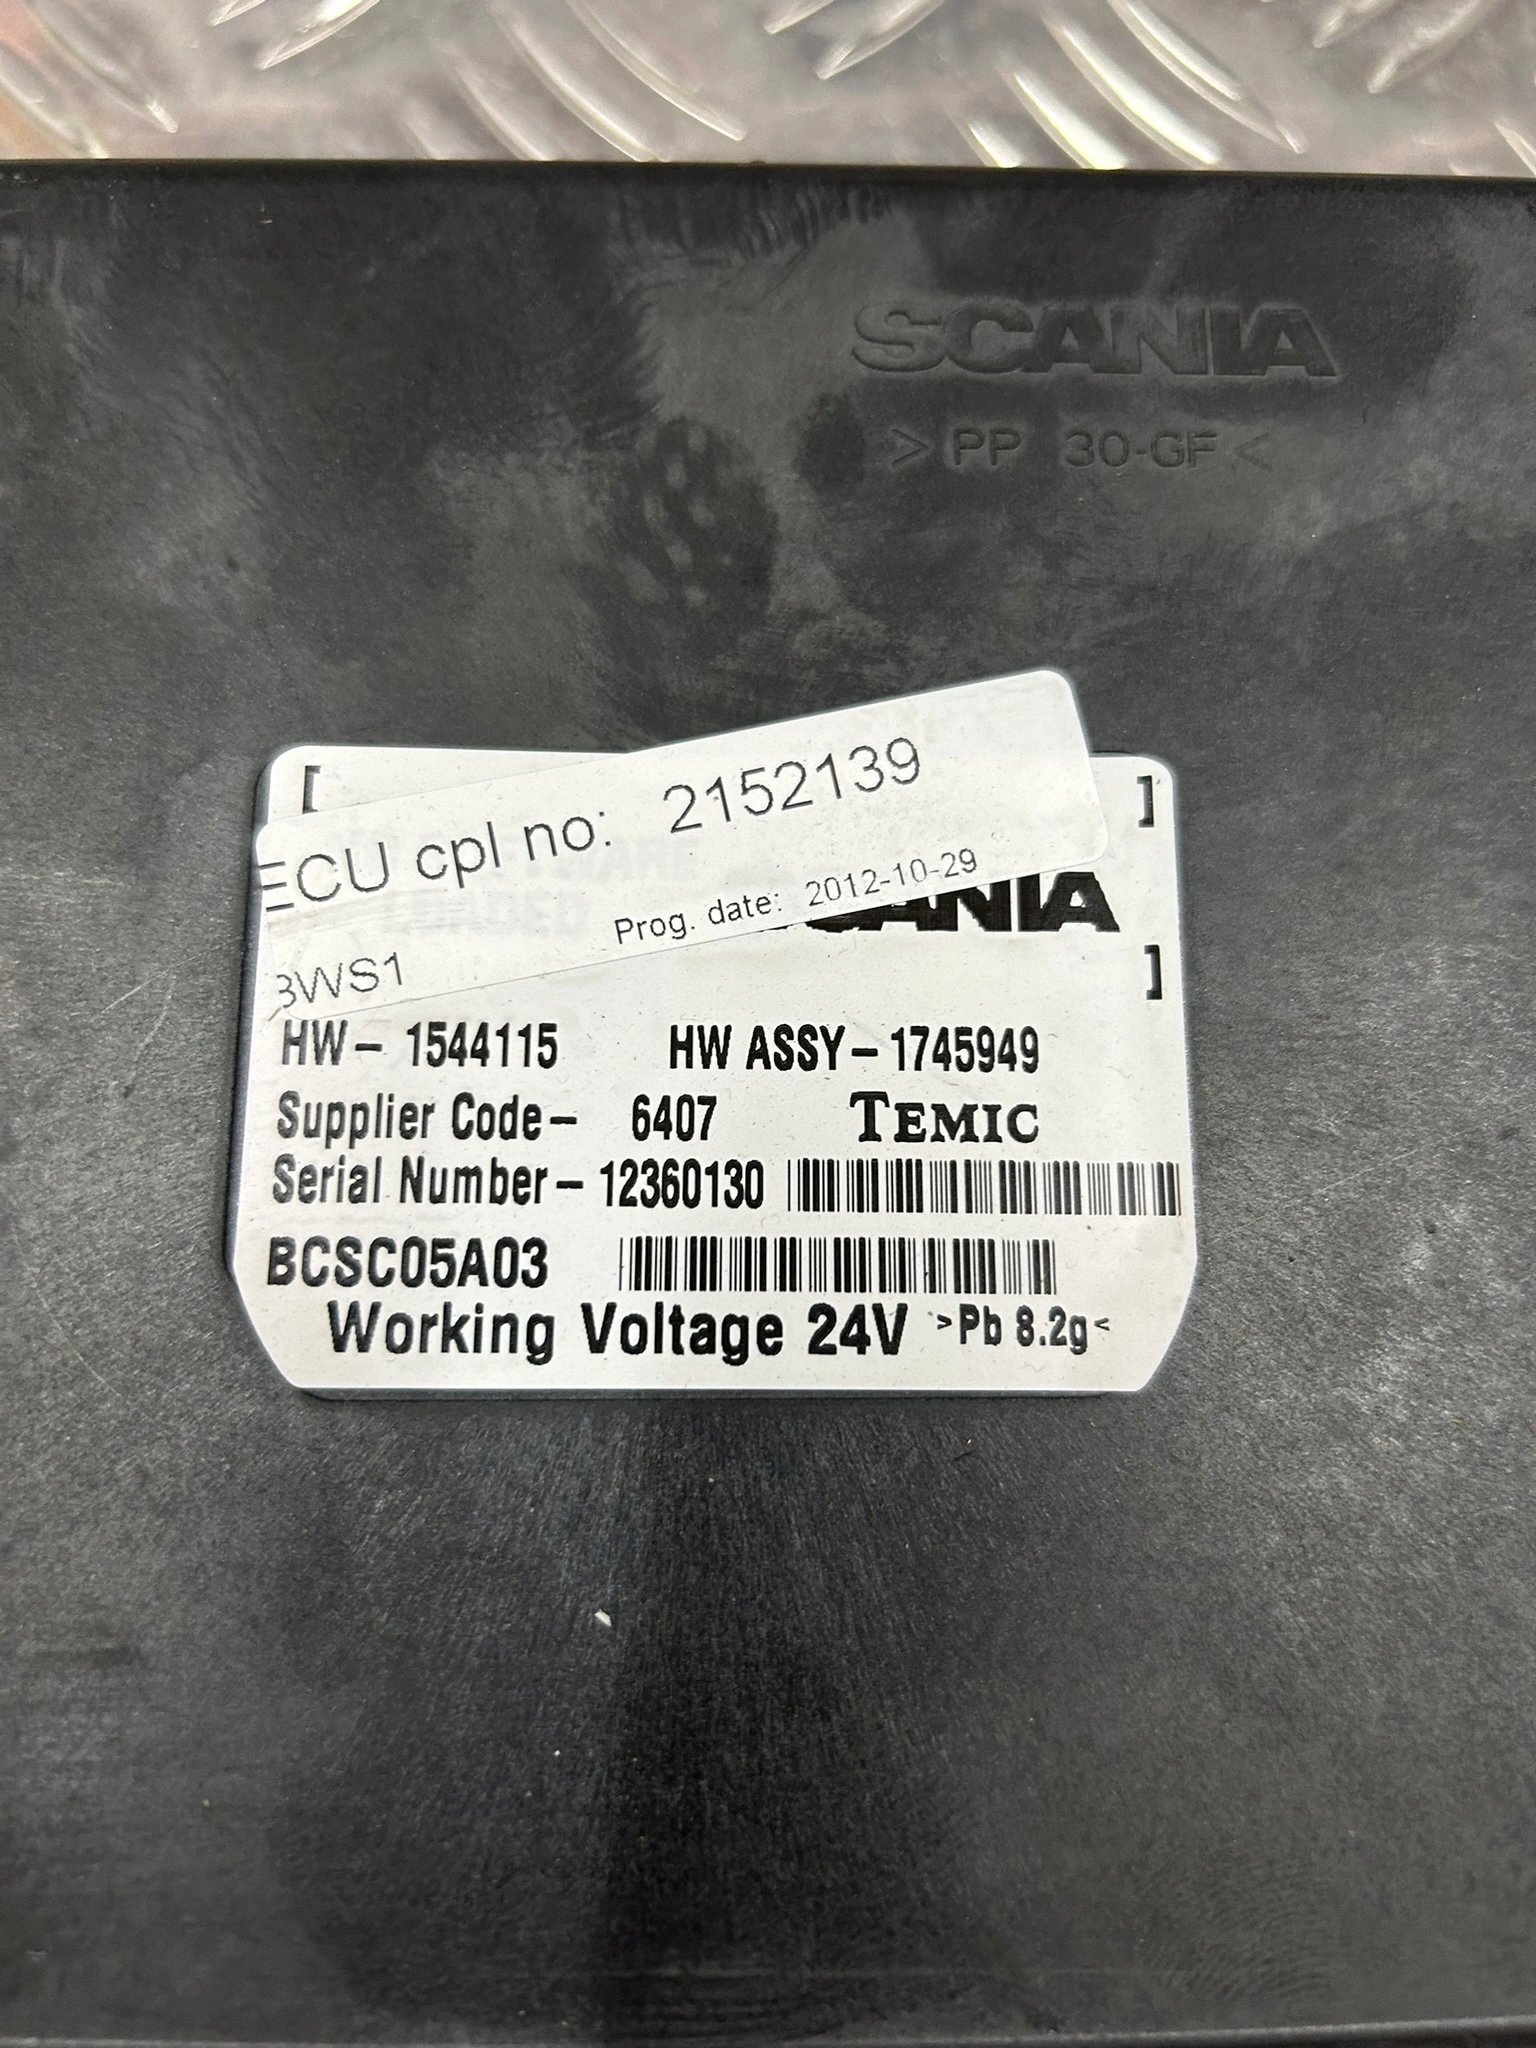 SCANIA
>PP 30-GF<
[ ]
ECU cpl no: 2152139
Prog. date: 2012-10-29
SCANIA
BWS1
]
HW- 1544115 HW ASSY-1745949
Supplier Code- 6407 TEMIC
Serial Number-12360130
BCSC05A03
Working Voltage 24V >Pb 8.2g<